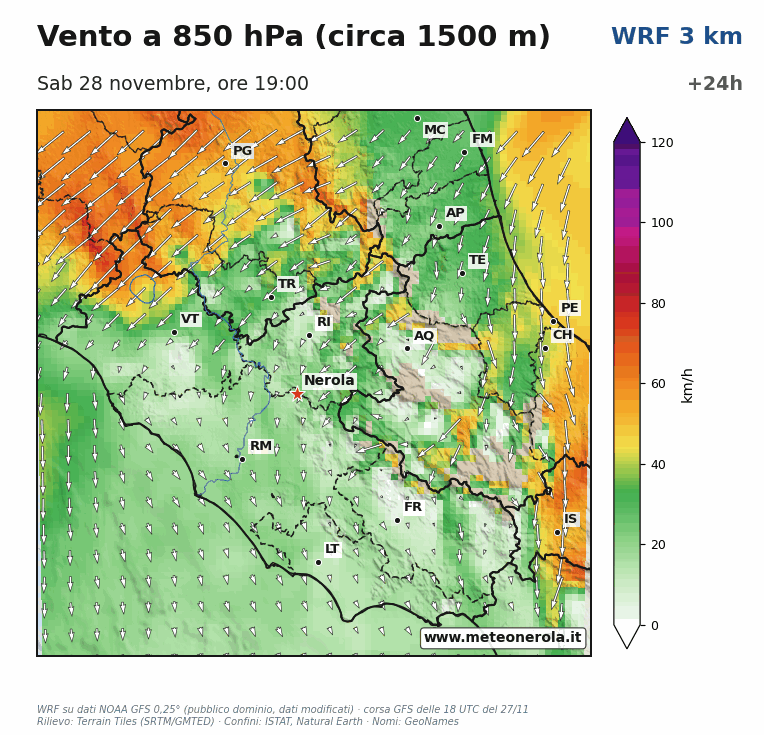 Vento a 850 hPa (circa 1500 m)
WRF 3 km
Sab 28 novembre, ore 19:00
+24h
MC
FM
PG
AP
TE
TR
PE
VT
RI
AQ
CH
Nerola
RM
FR
IS
LT
www.meteonerola.it
120
100
80
60
40
20
0
km/h
WRF su dati NOAA GFS 0,25° (pubblico dominio, dati modificati) · corsa GFS delle 18 UTC del 27/11
Rilievo: Terrain Tiles (SRTM/GMTED) · Confini: ISTAT, Natural Earth · Nomi: GeoNames